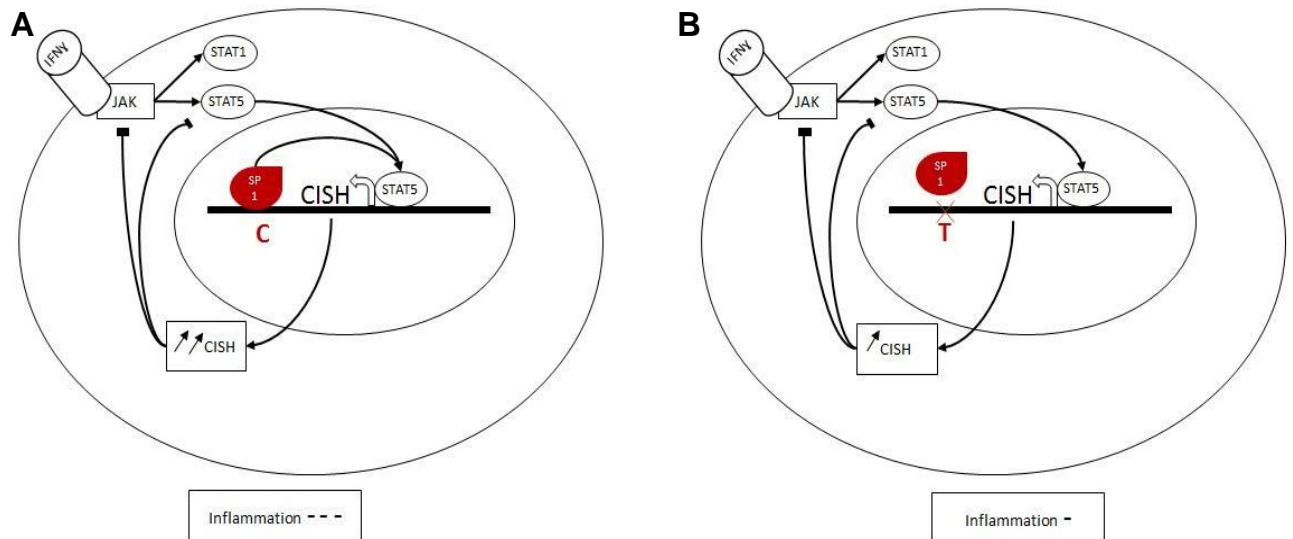 A
IFNγ
JAK
STAT1
STAT5
SP
1
CISH
STAT5
C
CISH
Inflammation ---
B
IFNγ
JAK
STAT1
STAT5
SP
1
CISH
STAT5
T
CISH
Inflammation -